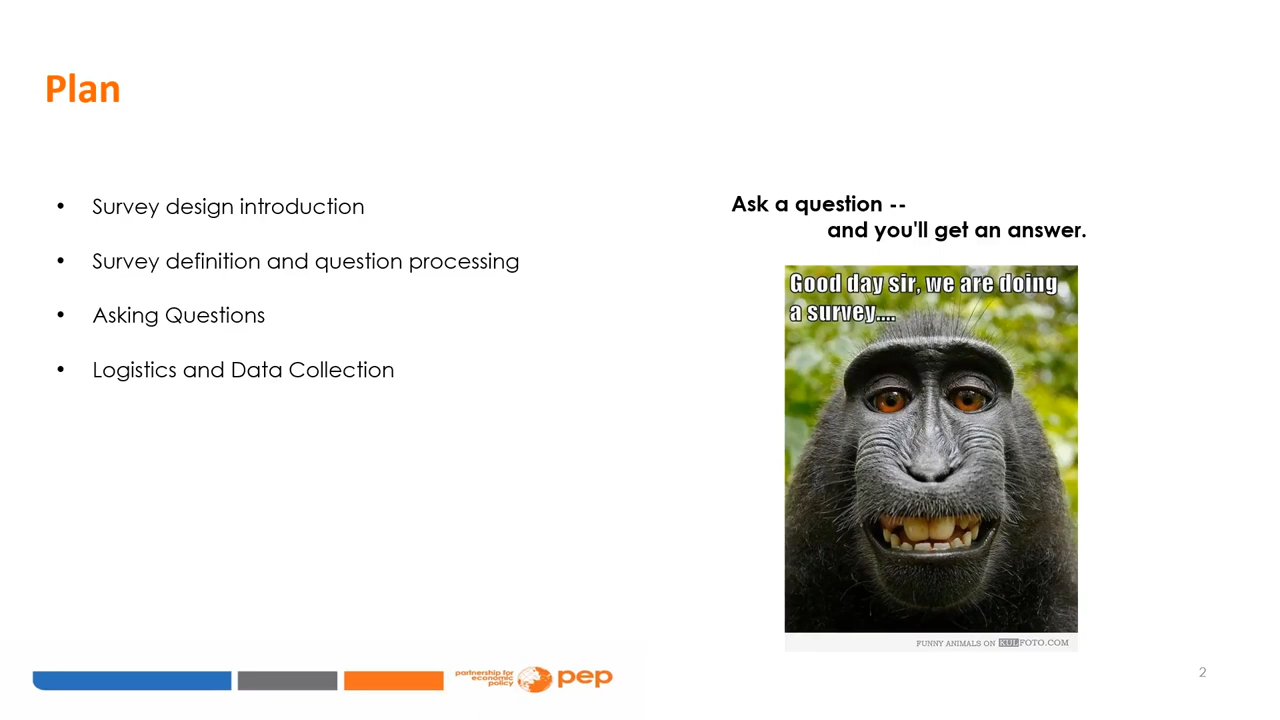 Plan
• Survey design introduction
• Survey definition and question processing
• Asking Questions
• Logistics and Data Collection
Ask a question --
and you'll get an answer.
Good day sir, we are doing
a survey....
FUNNY ANIMALS ON KULFOTO.COM
partnership for
economic
policy
pep
2